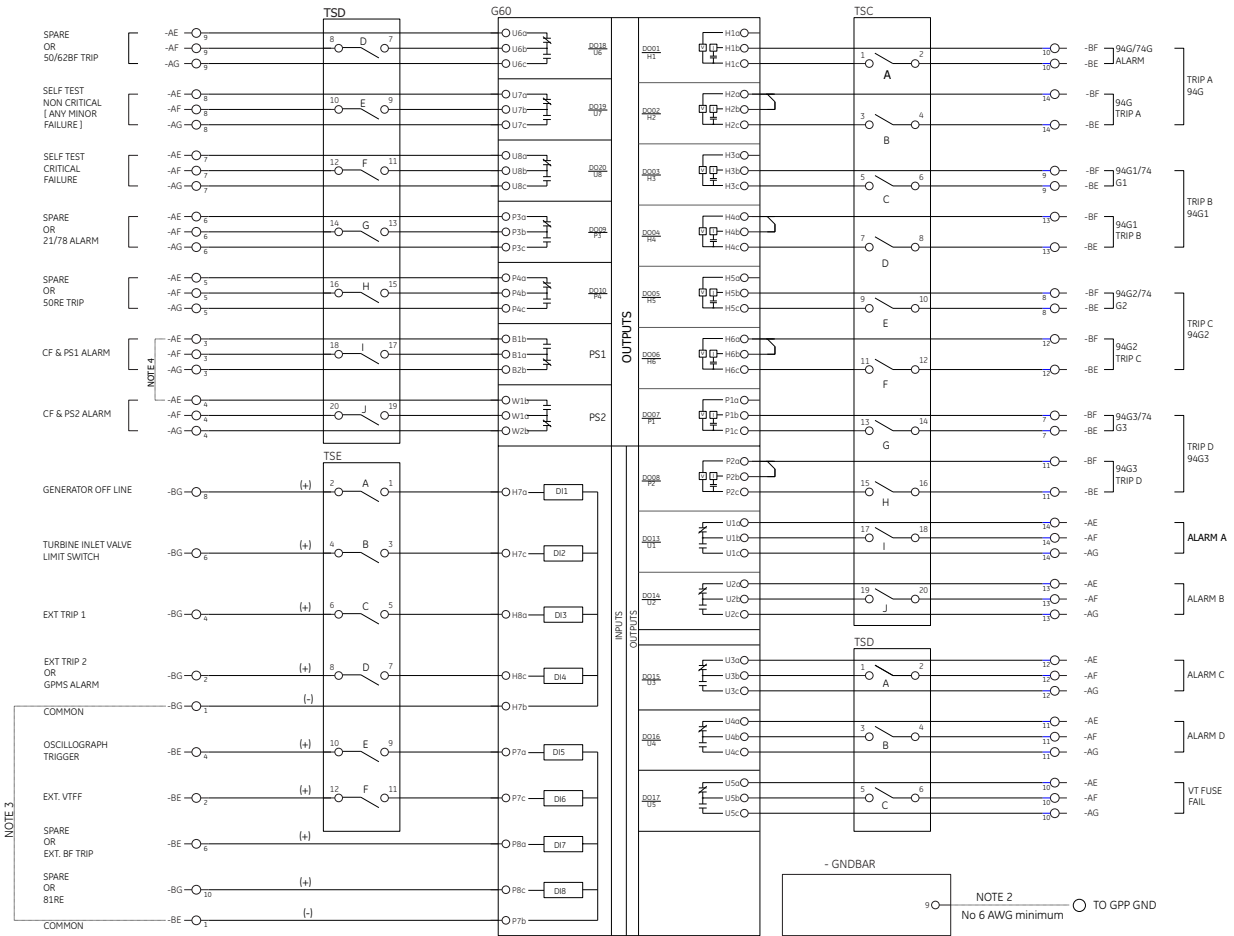 TSD
G60
TSC
SPARE
OR
50/62BF TRIP
-AE 9
-AF 9
-AG 9
8 D 7
U6a
U6b
U6c
DO18
U6
SELF TEST
NON CRITICAL
[ ANY MINOR
FAILURE ]
-AE 8
-AF 8
-AG 8
10 E 9
U7a
U7b
U7c
DO19
U7
SELF TEST
CRITICAL
FAILURE
-AE 7
-AF 7
-AG 7
12 F 11
U8a
U8b
U8c
DO20
U8
SPARE
OR
21/78 ALARM
-AE 6
-AF 6
-AG 6
14 G 13
P3a
P3b
P3c
DO09
P3
SPARE
OR
50RE TRIP
-AE 5
-AF 5
-AG 5
16 H 15
P4a
P4b
P4c
DO10
P4
CF & PS1 ALARM
-AE 3
-AF 3
-AG 3
18 I 17
B1b
B1a
B2b
PS1
NOTE 4
CF & PS2 ALARM
-AE 4
-AF 4
-AG 4
20 J 19
W1b
W1a
W2b
PS2
OUTPUTS
TSE
GENERATOR OFF LINE
-BG 8
(+)
2 A 1
H7a
DI1
TURBINE INLET VALVE
LIMIT SWITCH
-BG 6
(+)
4 B 3
H7c
DI2
EXT TRIP 1
-BG 4
(+)
6 C 5
H8a
DI3
EXT TRIP 2
OR
GPMS ALARM
-BG 2
(+)
8 D 7
H8c
DI4
COMMON
-BG 1
(-)
H7b
OSCILLOGRAPH
TRIGGER
-BE 4
(+)
10 E 9
P7a
DI5
EXT. VTFF
-BE 2
(+)
12 F 11
P7c
DI6
SPARE
OR
EXT. BF TRIP
-BE 6
(+)
P8a
DI7
SPARE
OR
81RE
-BG 10
(+)
P8c
DI8
COMMON
-BE 1
(-)
P7b
NOTE 3
INPUTS
OUTPUTS
DO01
H1
V I
H1a
H1b
H1c
1 2
A
10 -BF
10 -BE
94G/74G
ALARM
DO02
H2
V I
H2a
H2b
H2c
3 4
B
14 -BF
14 -BE
94G
TRIP A
TRIP A
94G
DO03
H3
V I
H3a
H3b
H3c
5 6
C
9 -BF
9 -BE
94G1/74
G1
DO04
H4
V I
H4a
H4b
H4c
7 8
D
13 -BF
13 -BE
94G1
TRIP B
TRIP B
94G1
DO05
H5
V I
H5a
H5b
H5c
9 10
E
8 -BF
8 -BE
94G2/74
G2
DO06
H6
V I
H6a
H6b
H6c
11 12
F
12 -BF
12 -BE
94G2
TRIP C
TRIP C
94G2
DO07
P1
V I
P1a
P1b
P1c
13 14
G
7 -BF
7 -BE
94G3/74
G3
DO08
P2
V I
P2a
P2b
P2c
15 16
H
11 -BF
11 -BE
94G3
TRIP D
TRIP D
94G3
DO13
U1
U1a
U1b
U1c
17 18
I
14 -AE
14 -AF
14 -AG
ALARM A
DO14
U2
U2a
U2b
U2c
19 20
J
13 -AE
13 -AF
13 -AG
ALARM B
TSD
DO15
U3
U3a
U3b
U3c
1 2
A
12 -AE
12 -AF
12 -AG
ALARM C
DO16
U4
U4a
U4b
U4c
3 4
B
11 -AE
11 -AF
11 -AG
ALARM D
DO17
U5
U5a
U5b
U5c
5 6
C
10 -AE
10 -AF
10 -AG
VT FUSE
FAIL
- GNDBAR
9
NOTE 2
No 6 AWG minimum
TO GPP GND